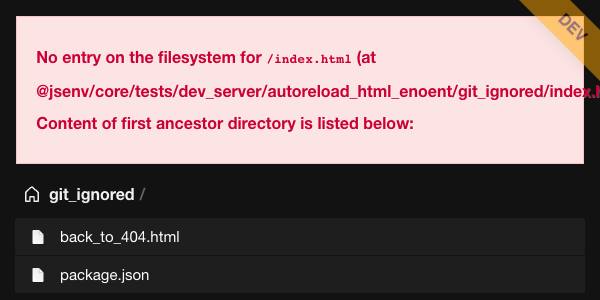 DEV
No entry on the filesystem for /index.html (at
@jsenv/core/tests/dev_server/autoreload_html_enoent/git_ignored/index.
Content of first ancestor directory is listed below:
git_ignored /
back_to_404.html
package.json